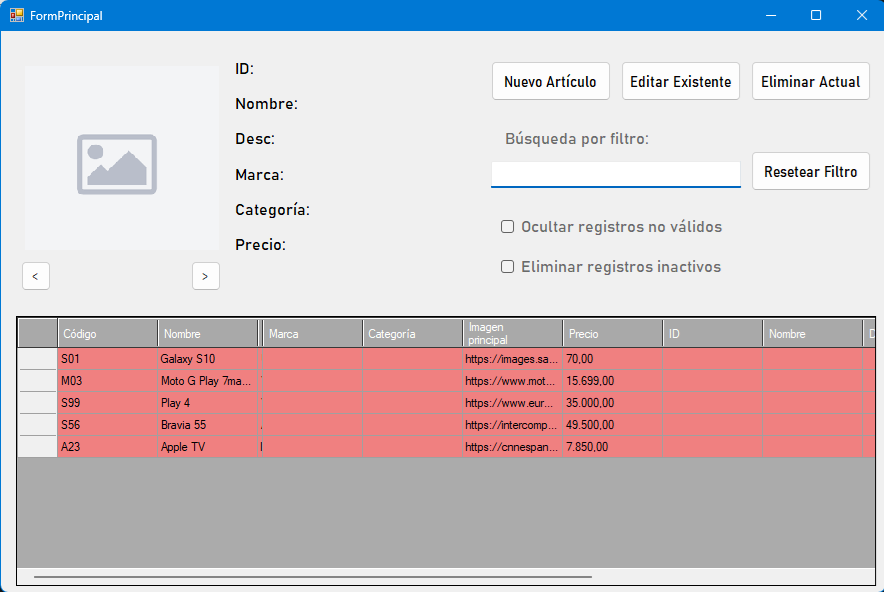 FormPrincipal
ID:
Nombre:
Desc:
Marca:
Categoría:
Precio:
< >
Nuevo Artículo Editar Existente Eliminar Actual
Búsqueda por filtro:
Resetear Filtro
Ocultar registros no válidos
Eliminar registros inactivos
Código Nombre Marca Categoría Imagen principal Precio ID Nombre
S01 Galaxy S10 https://images.sa... 70,00
M03 Moto G Play 7ma... https://www.mot... 15.699,00
S99 Play 4 https://www.eur... 35.000,00
S56 Bravia 55 https://intercomp... 49.500,00
A23 Apple TV https://cnnespan... 7.850,00